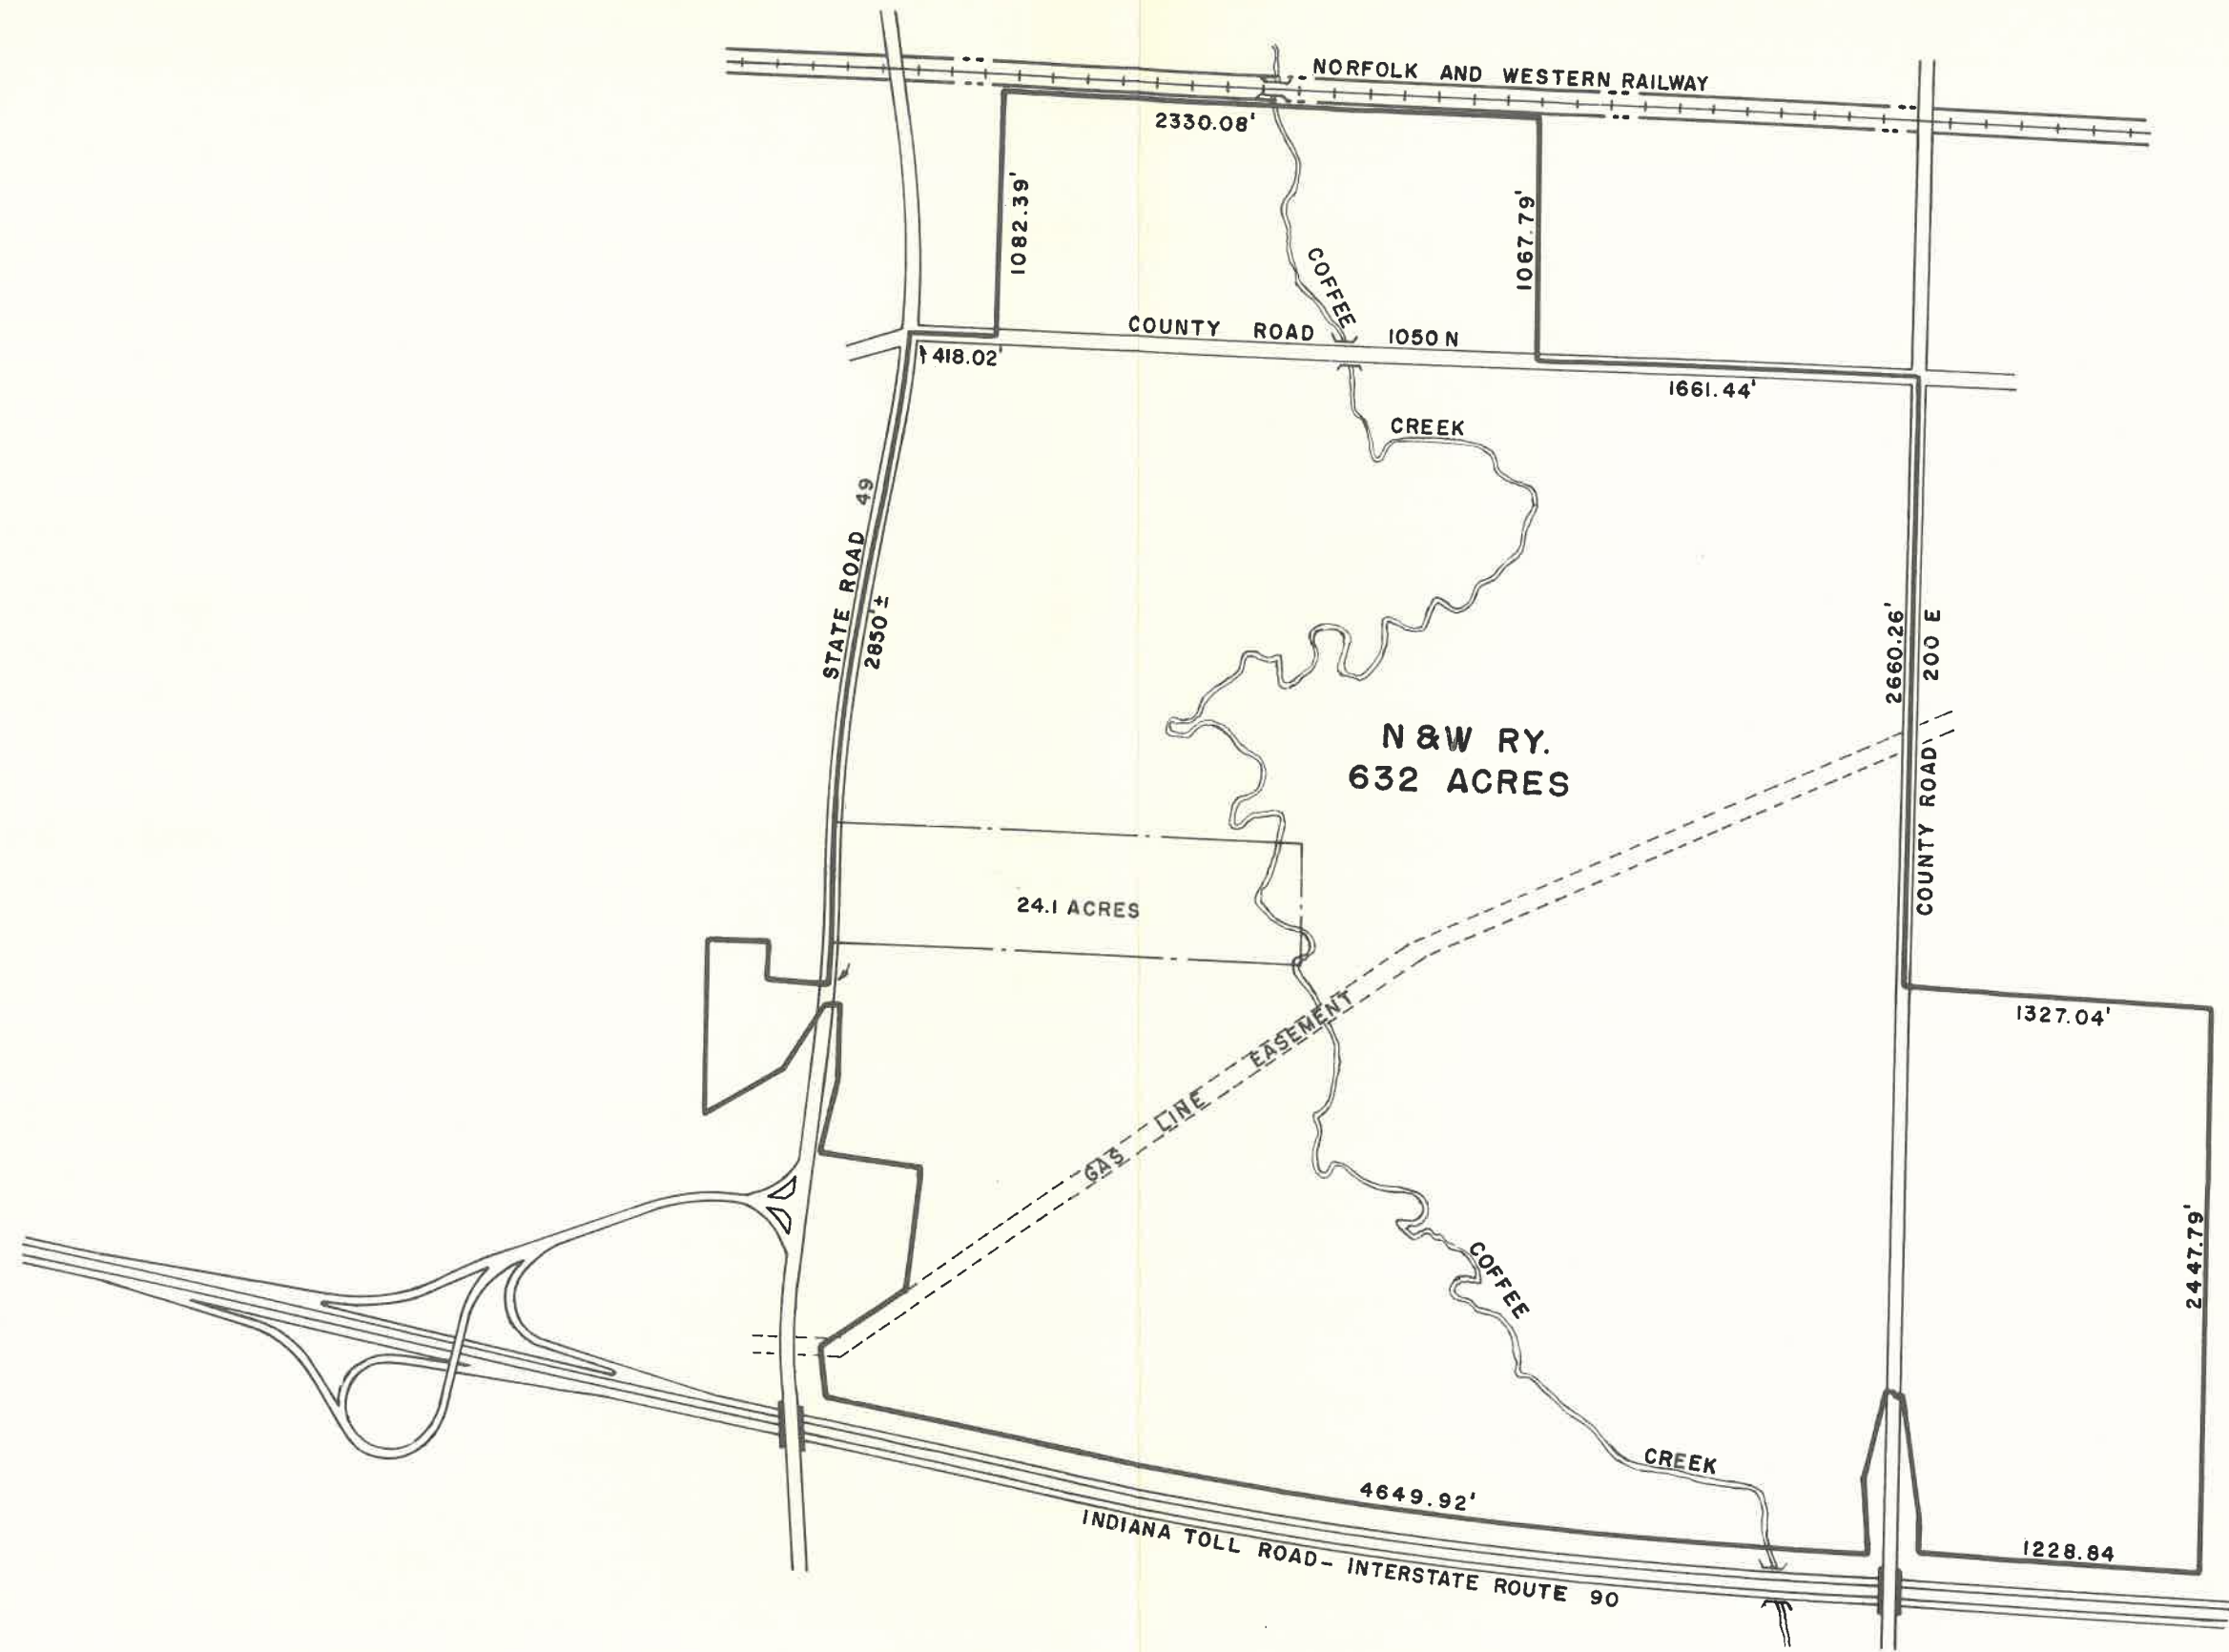 NORFOLK AND WESTERN RAILWAY
2330.08'
1082.39'
1067.79'
COFFEE
COUNTY ROAD 1050 N
418.02'
1661.44'
CREEK
STATE ROAD 49
2850'±
2660.26'
COUNTY ROAD 200 E
N & W RY.
632 ACRES
24.1 ACRES
GAS LINE EASEMENT
1327.04'
2447.79'
COFFEE
CREEK
4649.92'
1228.84
INDIANA TOLL ROAD - INTERSTATE ROUTE 90